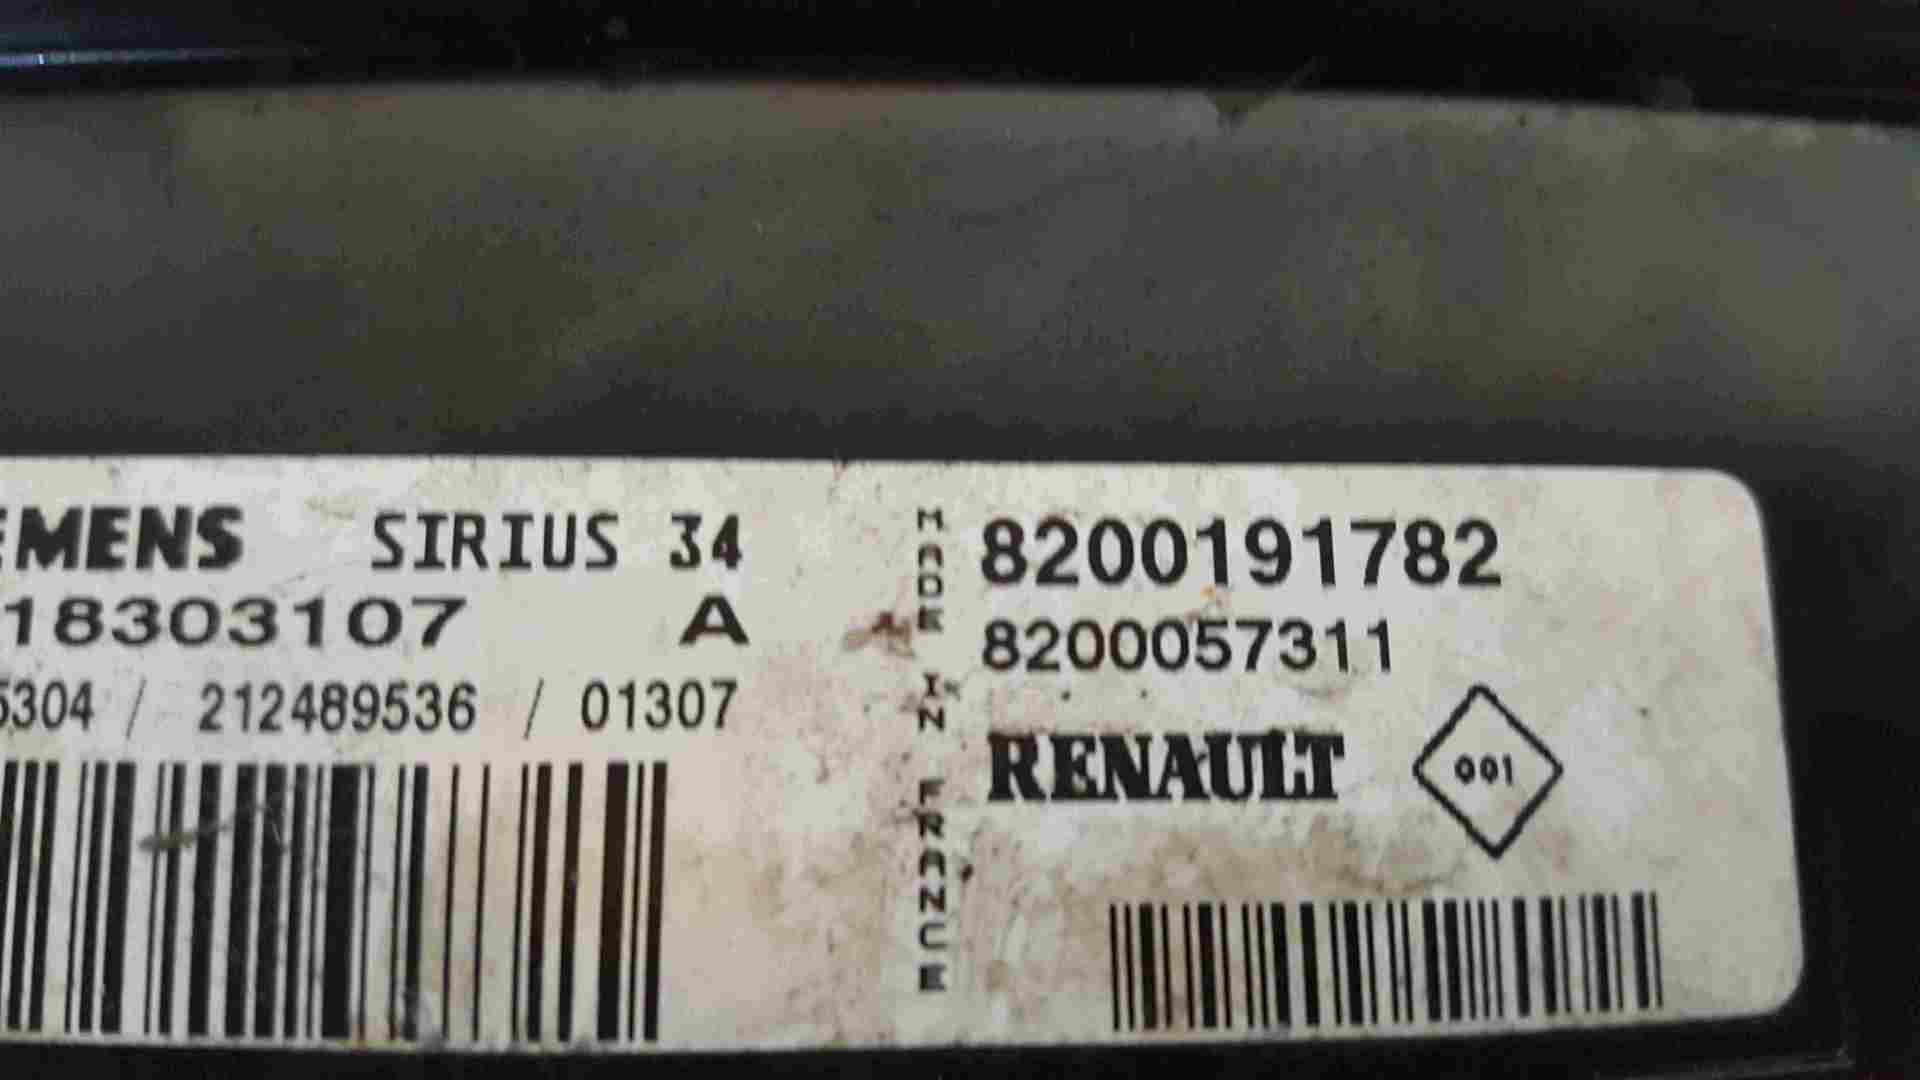 EMENS SIRIUS 34
18303107 A
5304 / 212489536 / 01307
MADE IN FRANCE
8200191782
8200057311
RENAULT 001